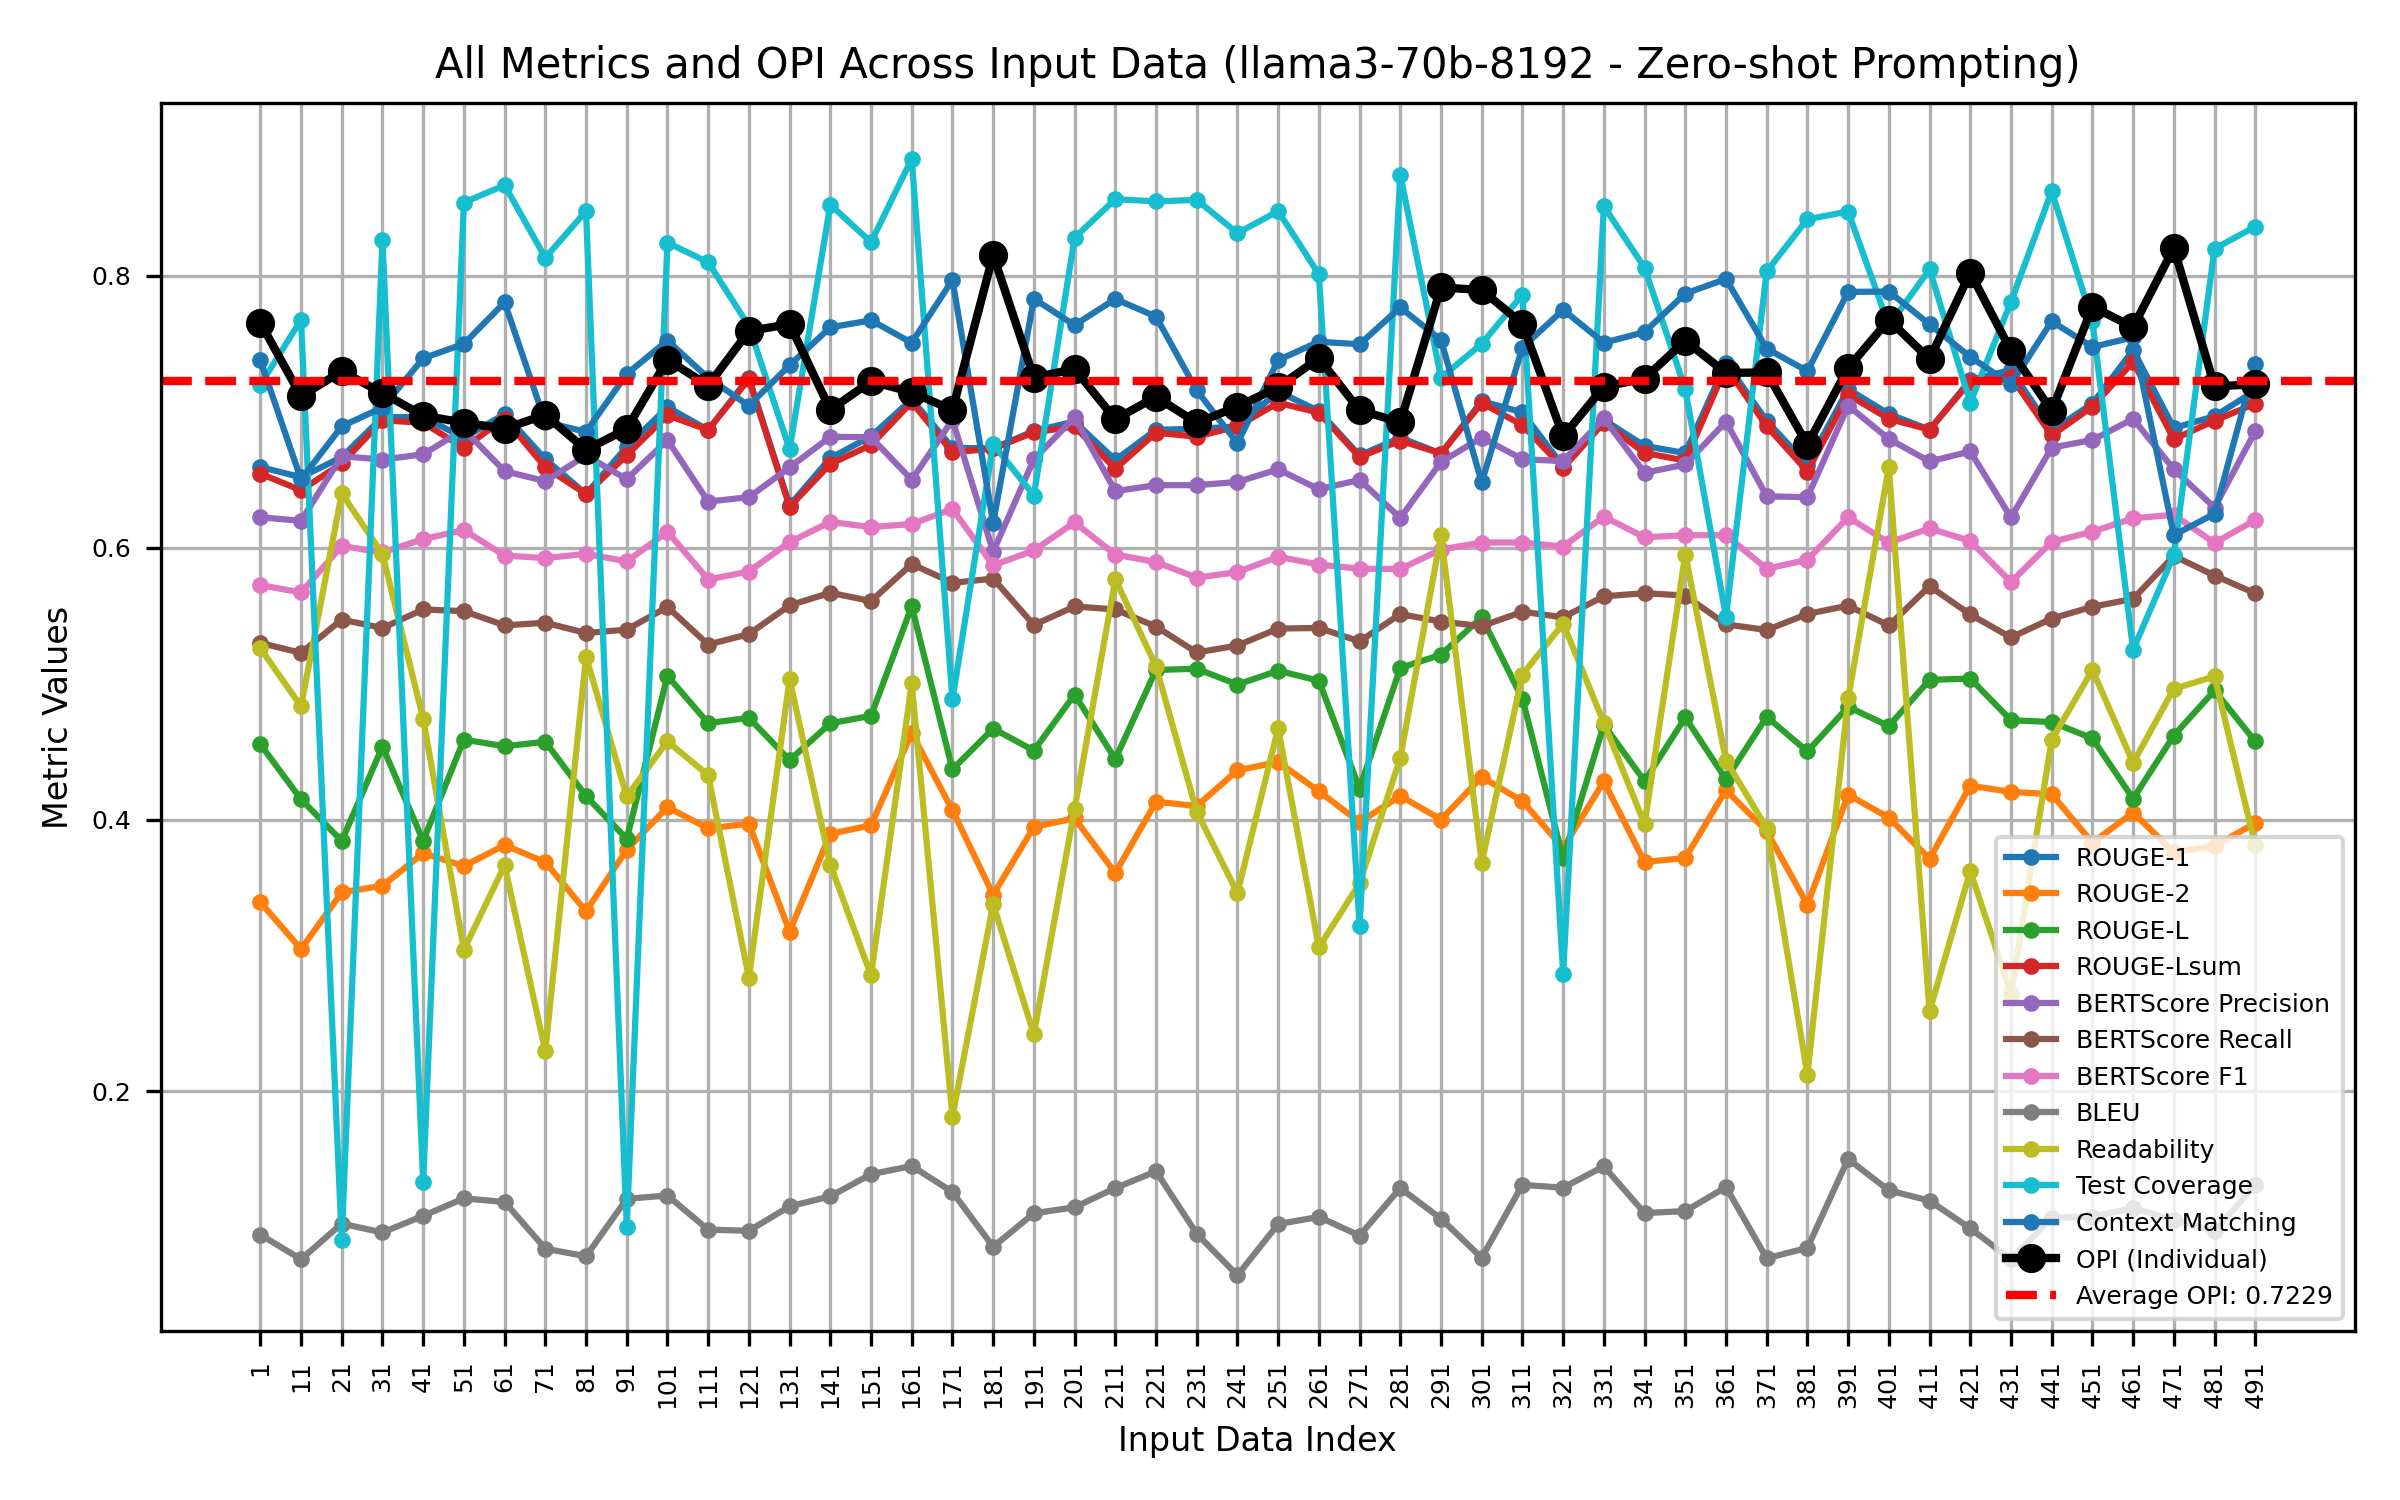 All Metrics and OPI Across Input Data (llama3-70b-8192 - Zero-shot Prompting)
Metric Values
0.8
0.6
0.4
0.2
ROUGE-1
ROUGE-2
ROUGE-L
ROUGE-Lsum
BERTScore Precision
BERTScore Recall
BERTScore F1
BLEU
Readability
Test Coverage
Context Matching
OPI (Individual)
Average OPI: 0.7229
1 11 21 31 41 51 61 71 81 91 101 111 121 131 141 151 161 171 181 191 201 211 221 231 241 251 261 271 281 291 301 311 321 331 341 351 361 371 381 391 401 411 421 431 441 451 461 471 481 491
Input Data Index